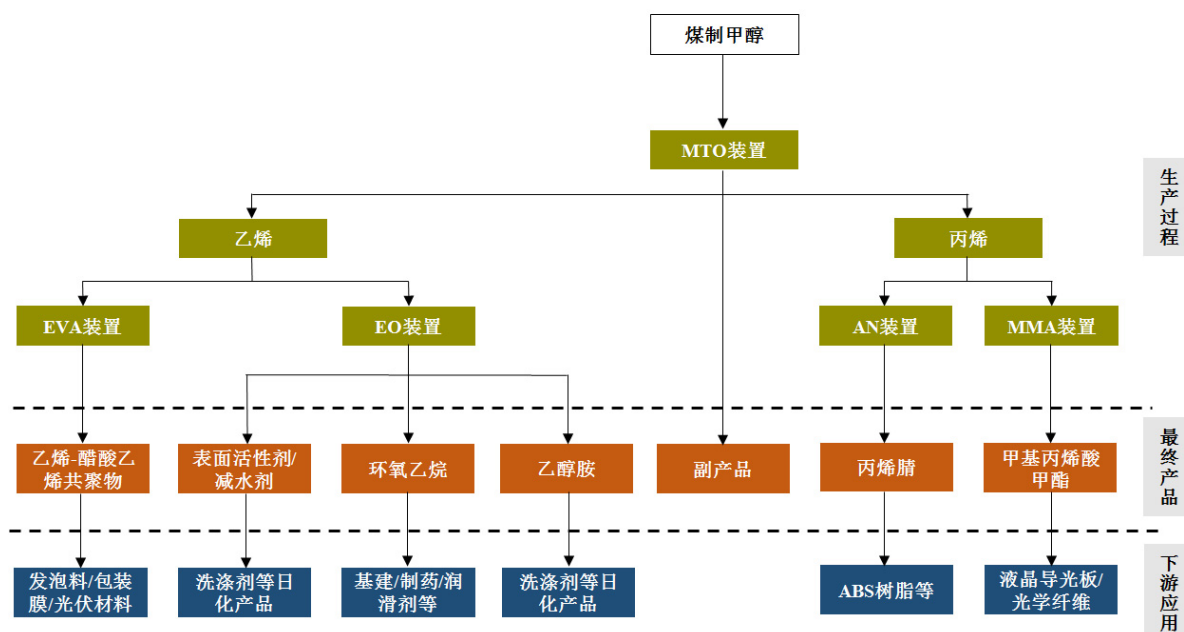 煤制甲醇
MTO装置
生产过程
乙烯
丙烯
EVA装置
EO装置
AN装置
MMA装置
最终产品
乙烯-醋酸乙
烯共聚物
表面活性剂/
减水剂
环氧乙烷
乙醇胺
副产品
丙烯腈
甲基丙烯酸
甲酯
下游应用
发泡料/包装
膜/光伏材料
洗涤剂等日
化产品
基建/制药/润
滑剂等
洗涤剂等日
化产品
ABS树脂等
液晶导光板/
光学纤维